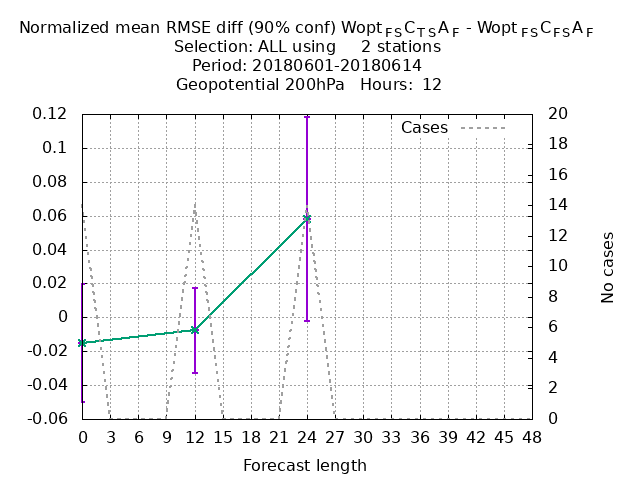 Normalized mean RMSE diff (90% conf) Wopt FS C T S A F - Wopt FS C F S A F
Selection: ALL using 2 stations
Period: 20180601-20180614
Geopotential 200hPa Hours: 12
Cases
0.12
0.1
0.08
0.06
0.04
0.02
0
-0.02
-0.04
-0.06
20
18
16
14
12
10
8
6
4
2
0
No cases
0 3 6 9 12 15 18 21 24 27 30 33 36 39 42 45 48
Forecast length